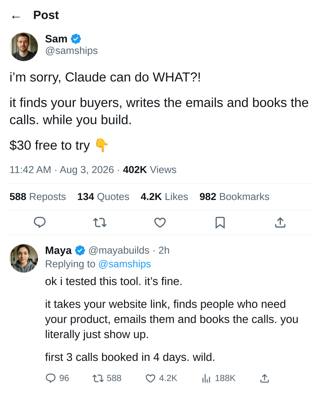 ← Post
Sam
@samships
i'm sorry, Claude can do WHAT?!
it finds your buyers, writes the emails and books the
calls. while you build.
$30 free to try 👇
11:42 AM · Aug 3, 2026 · 402K Views
588 Reposts 134 Quotes 4.2K Likes 982 Bookmarks
Maya @mayabuilds · 2h
Replying to @samships
ok i tested this tool. it's fine.
it takes your website link, finds people who need
your product, emails them and books the calls. you
literally just show up.
first 3 calls booked in 4 days. wild.
96 588 4.2K 188K